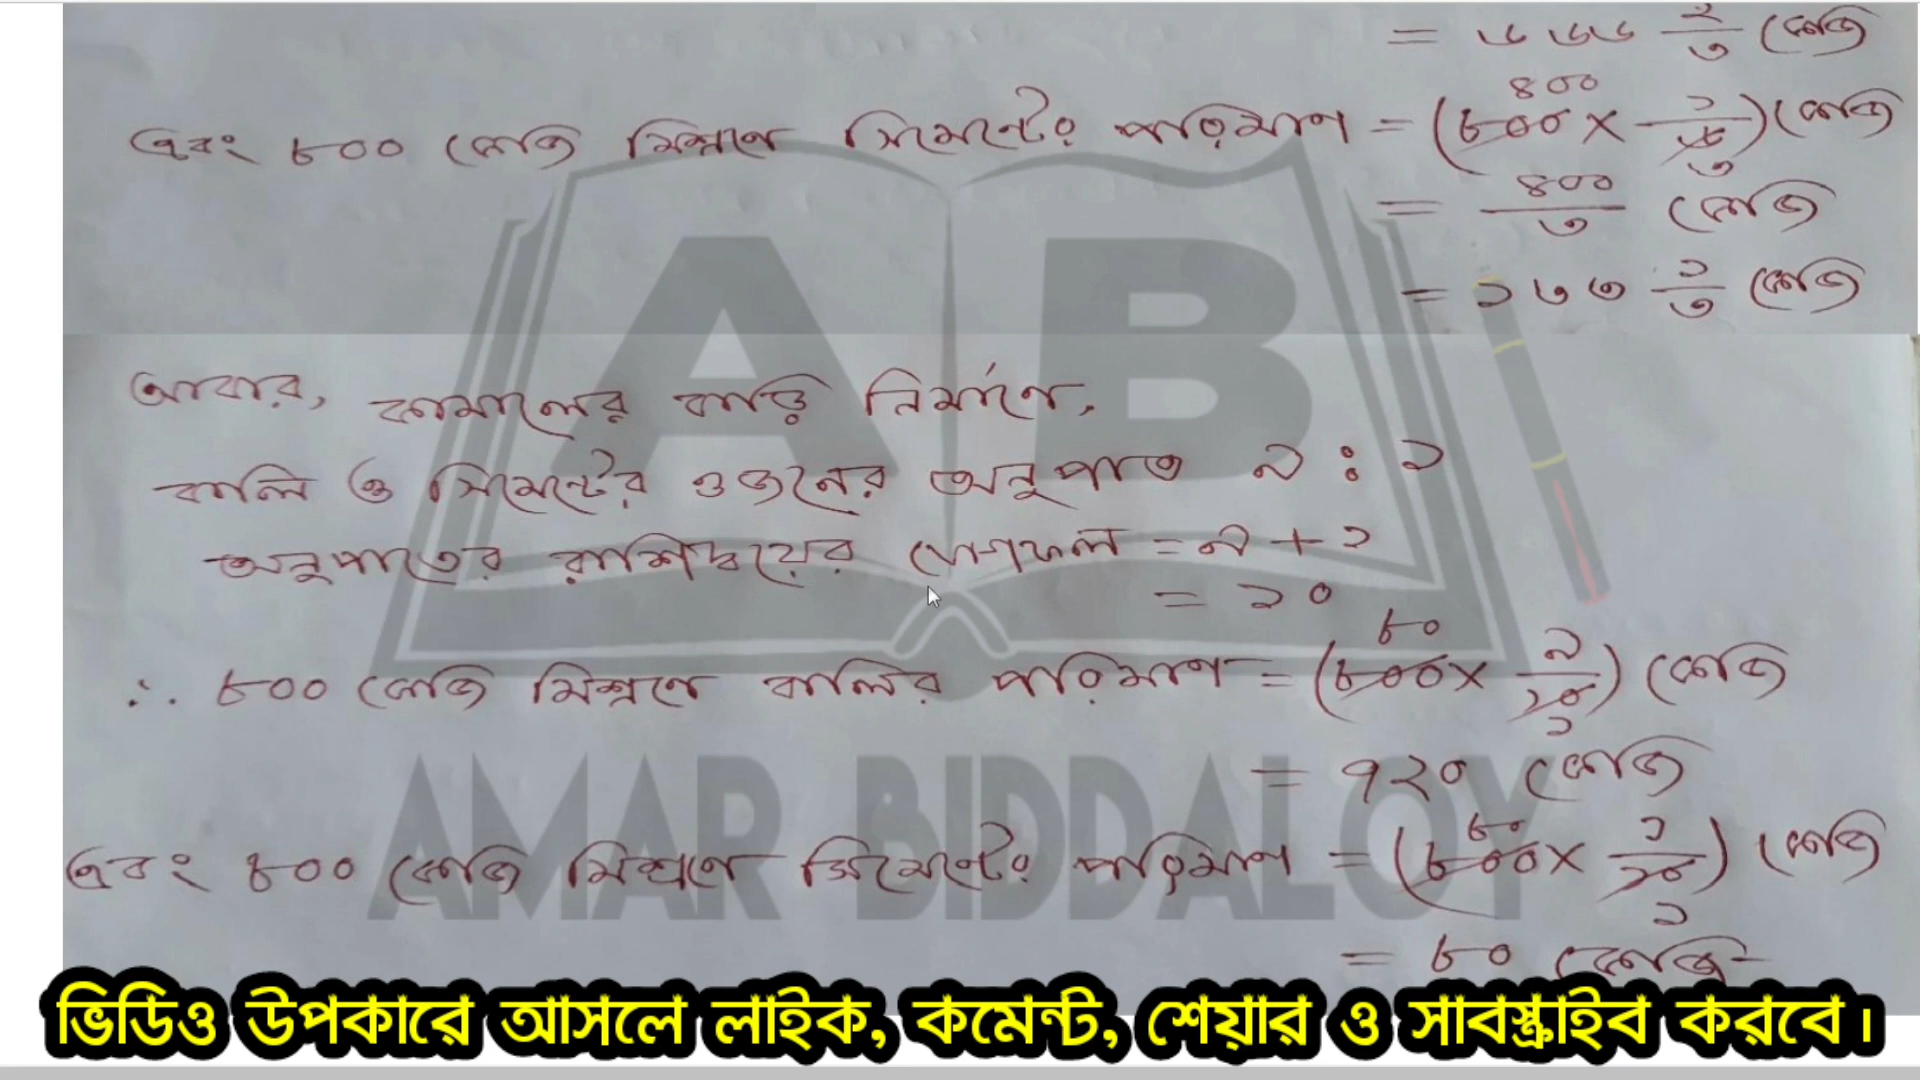 = ৬৬৬ ২/৩ কেজি
এবং ৮০০ কেজি মিশ্রণে সিমেন্টের পরিমাণ = (৮০০ × ১/৬) কেজি
৪০০
৩
= ৪০০/৩ কেজি
= ১৩৩ ১/৩ কেজি
আবার, কামালের বাড়ি নির্মাণে,
বালি ও সিমেন্টের ওজনের অনুপাত ৯ : ১
অনুপাতের রাশিদ্বয়ের যোগফল = ৯ + ১
= ১০
∴ ৮০০ কেজি মিশ্রণে বালির পরিমাণ = (৮০০ × ৯/১০) কেজি
৮০
১
= ৭২০ কেজি
এবং ৮০০ কেজি মিশ্রণে সিমেন্টের পরিমাণ = (৮০০ × ১/১০) কেজি
৮০
১
= ৮০ কেজি
AB
AMAR BIDDALOY
ভিডিও উপকারে আসলে লাইক, কমেন্ট, শেয়ার ও সাবস্ক্রাইব করবে।